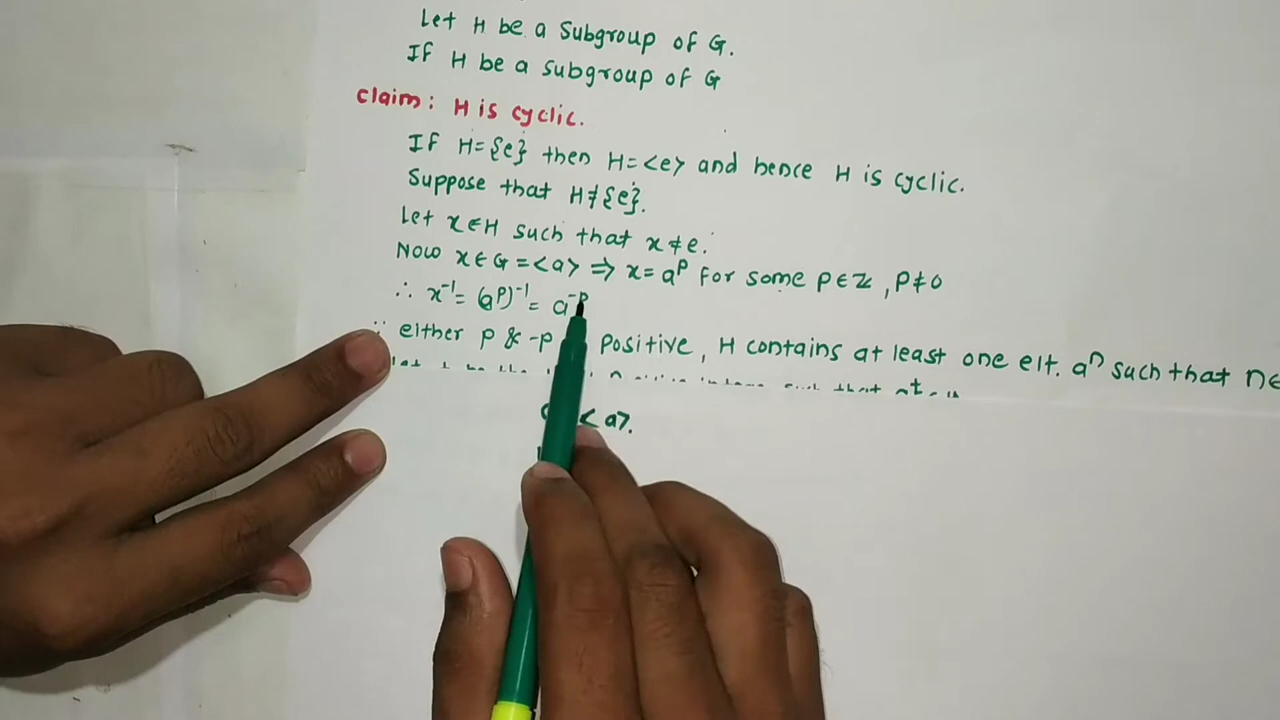 Let H be a subgroup of G.
If H be a subgroup of G
claim: H is cyclic.
If H={e} then H=<e> and hence H is cyclic.
Suppose that H≠{e}.
Let x∈H such that x≠e.
Now x∈G=<a> ⇒ x=a^p for some p∈ℤ, p≠0
∴ x^-1=(a^p)^-1=a^-p
∵ either p & -p positive, H contains at least one elt. a^n such that n∈
<a>.